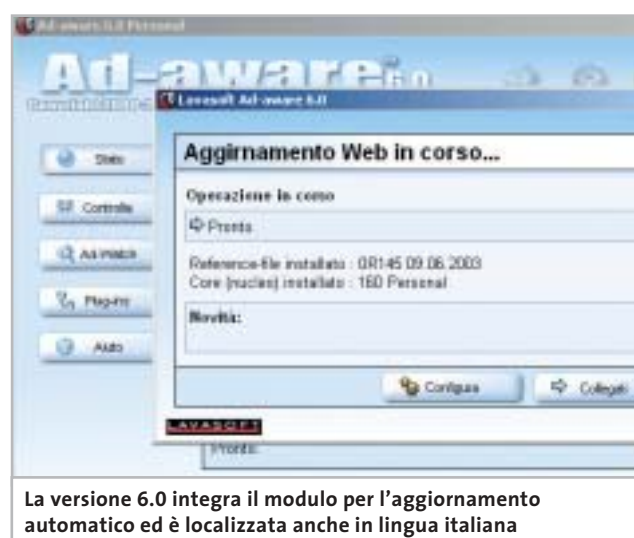 Ad-aware 6.0 Personal
Ad-aware 6.0
Lavasoft Ad-aware 6.0
Aggirnamento Web in corso...
Stato
Operazione in corso
Controlla
Pronto
Ad-watch
Reference-file installato : 0R145 09.06.2003
Core (nucleo) installato : 160 Personal
Plug-ins
Novità:
Aiuto
Configura
Collegati
LAVASOFT
Pronto.
La versione 6.0 integra il modulo per l'aggiornamento
automatico ed è localizzata anche in lingua italiana